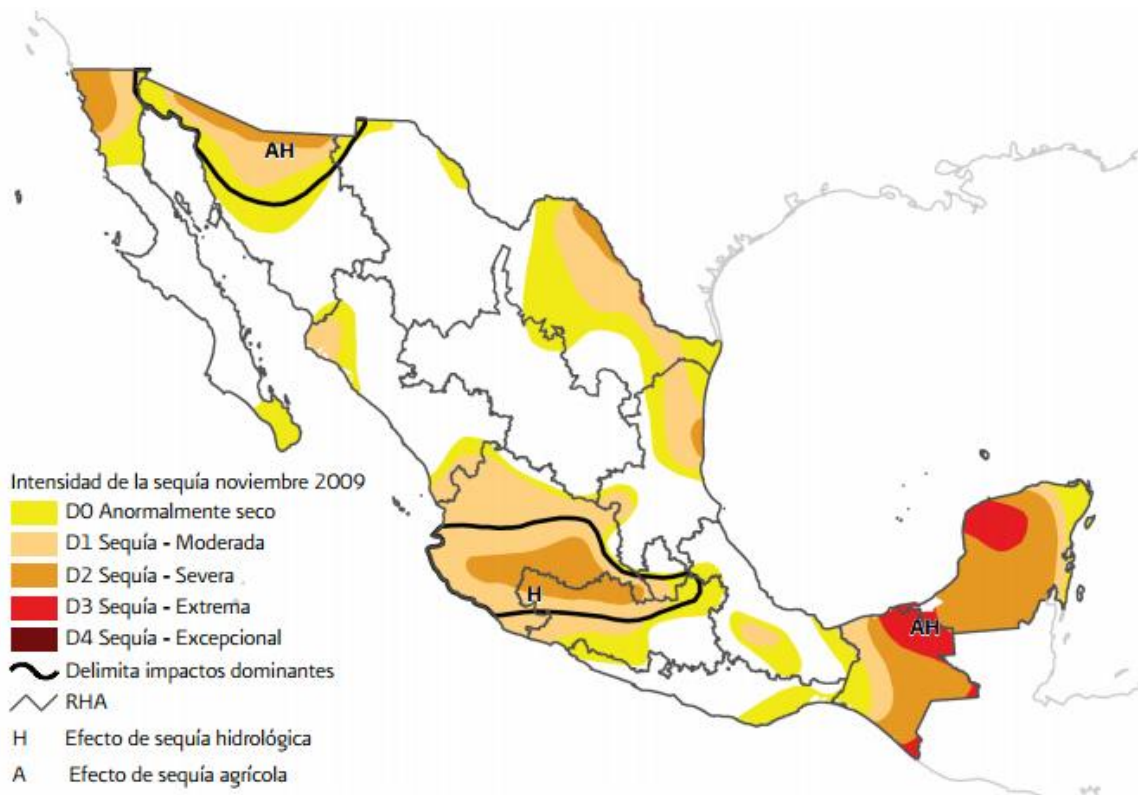 AH
H
AH
Intensidad de la sequía noviembre 2009
D0 Anormalmente seco
D1 Sequía - Moderada
D2 Sequía - Severa
D3 Sequía - Extrema
D4 Sequía - Excepcional
Delimita impactos dominantes
RHA
H Efecto de sequía hidrológica
A Efecto de sequía agrícola